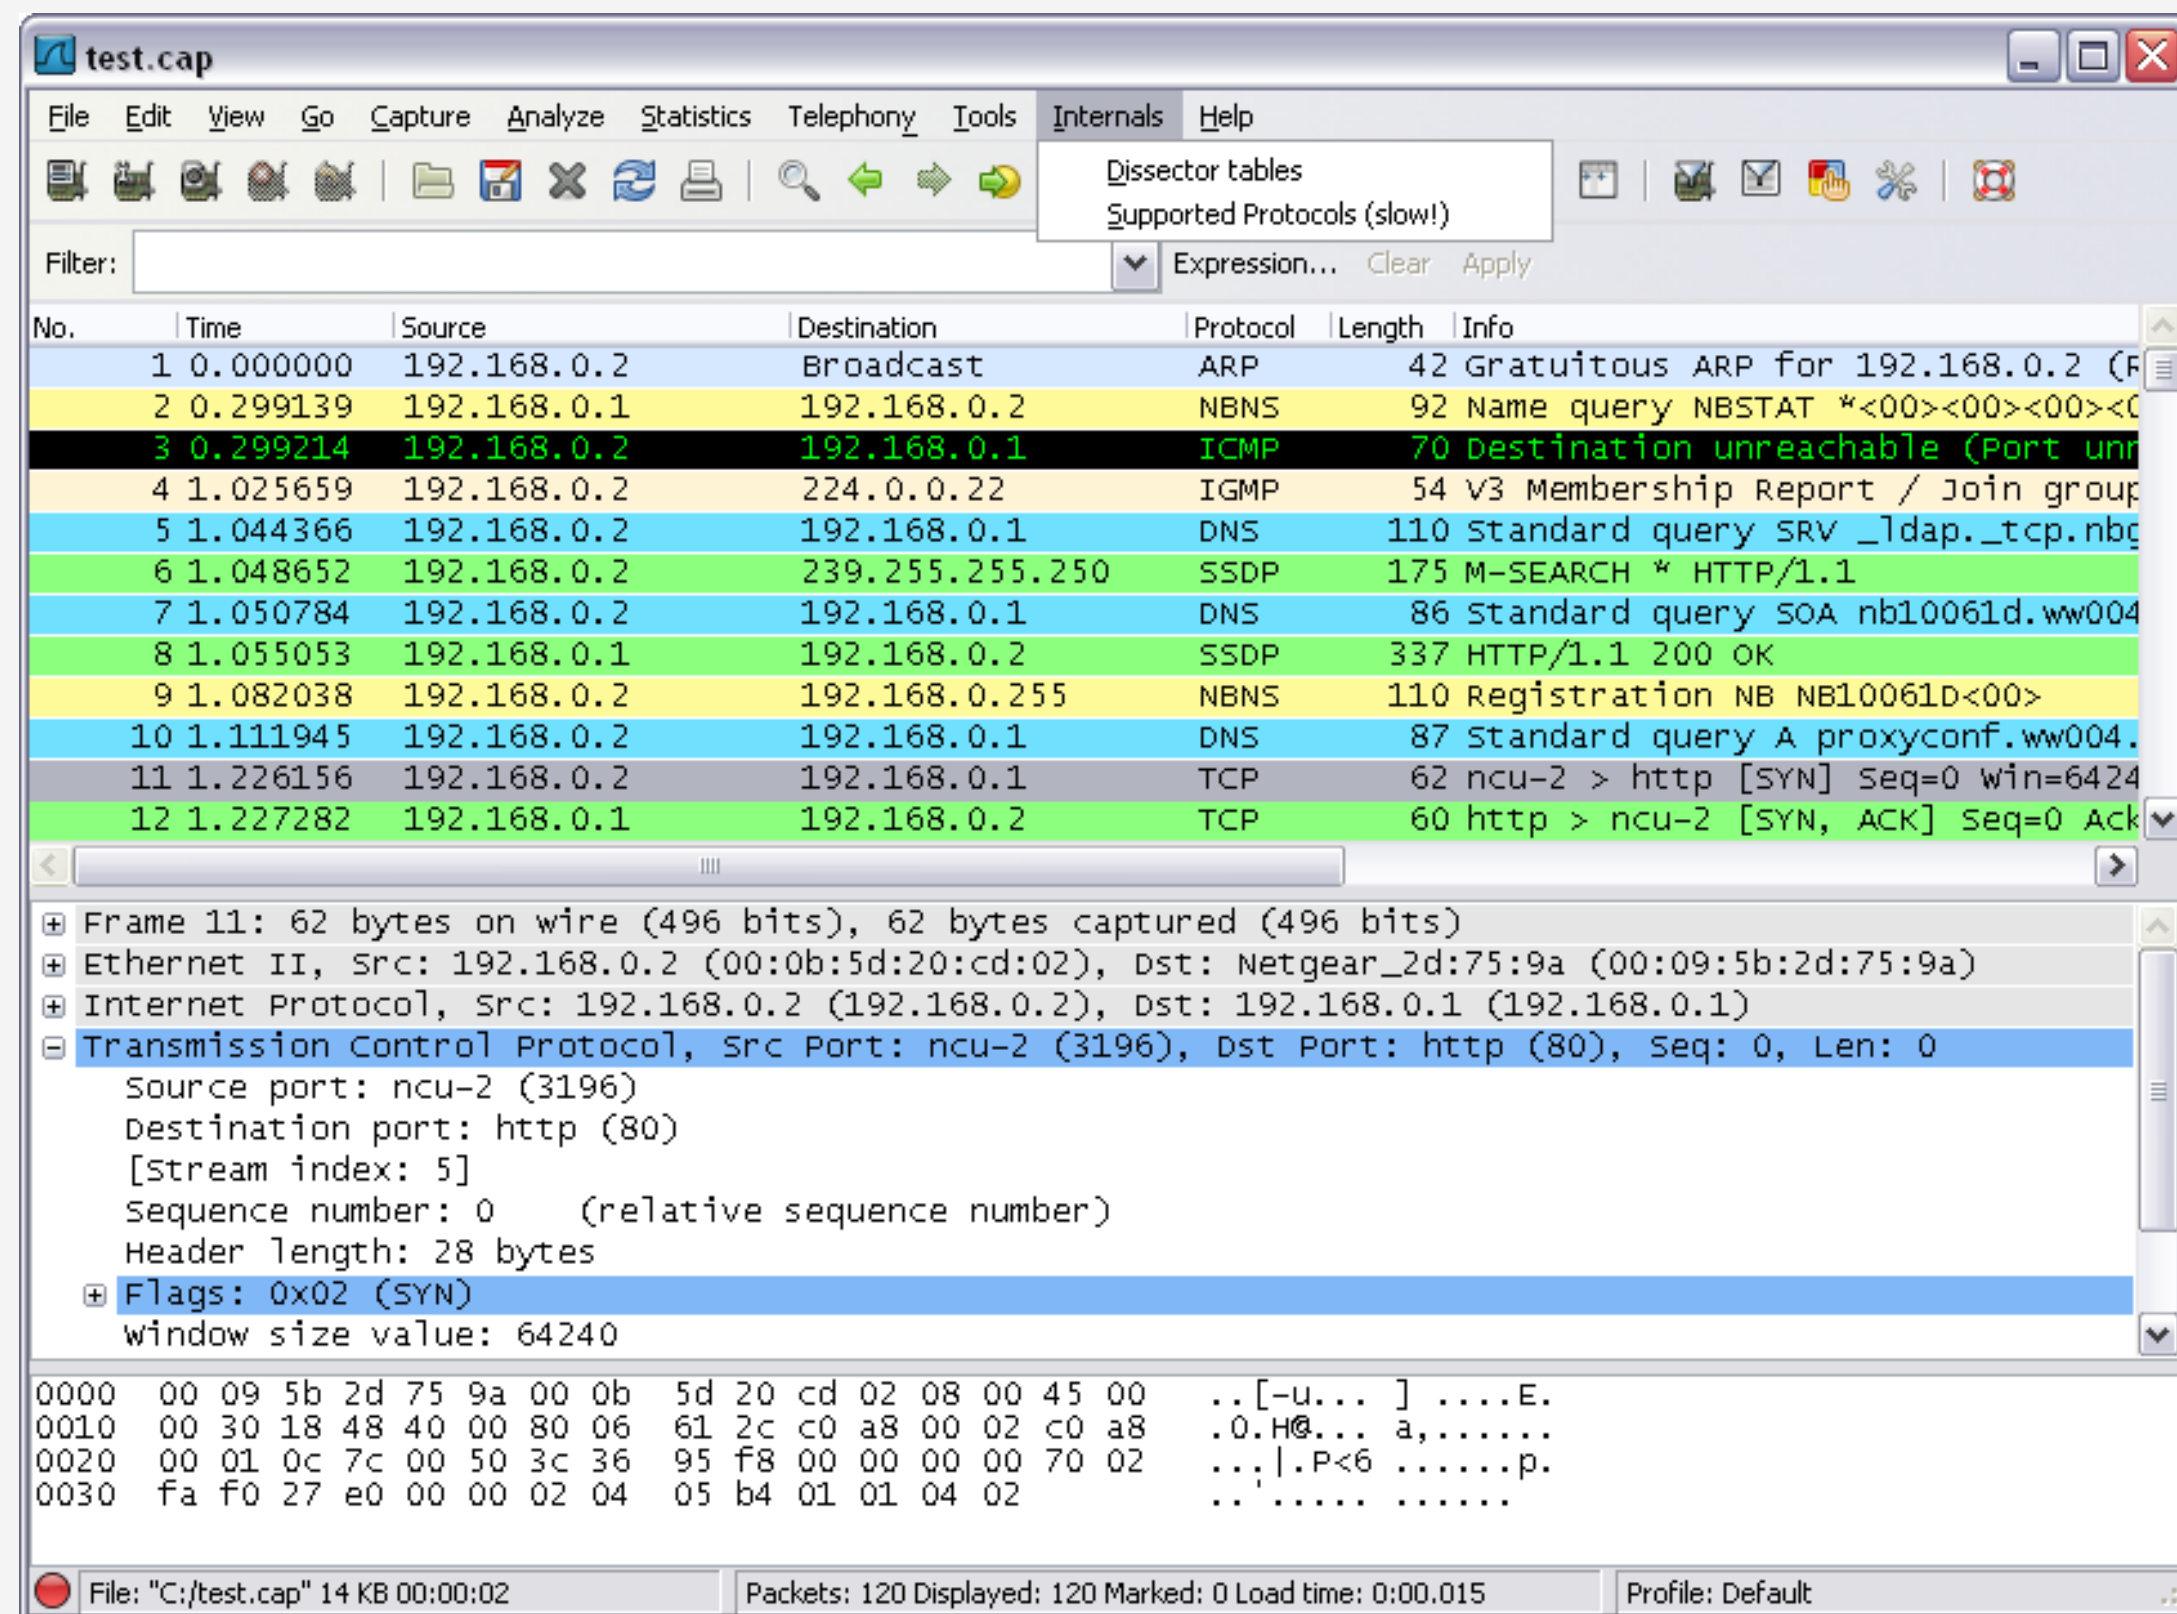 test.cap
File Edit View Go Capture Analyze Statistics Telephony Tools Internals Help
Dissector tables
Supported Protocols (slow!)
Filter: Expression... Clear Apply
No. Time Source Destination Protocol Length Info
1 0.000000 192.168.0.2 Broadcast ARP 42 Gratuitous ARP for 192.168.0.2 (R
2 0.299139 192.168.0.1 192.168.0.2 NBNS 92 Name query NBSTAT *<00><00><00><0
3 0.299214 192.168.0.2 192.168.0.1 ICMP 70 Destination unreachable (Port unr
4 1.025659 192.168.0.2 224.0.0.22 IGMP 54 V3 Membership Report / Join group
5 1.044366 192.168.0.2 192.168.0.1 DNS 110 Standard query SRV _ldap._tcp.nbg
6 1.048652 192.168.0.2 239.255.255.250 SSDP 175 M-SEARCH * HTTP/1.1
7 1.050784 192.168.0.2 192.168.0.1 DNS 86 Standard query SOA nb10061d.ww004
8 1.055053 192.168.0.1 192.168.0.2 SSDP 337 HTTP/1.1 200 OK
9 1.082038 192.168.0.2 192.168.0.255 NBNS 110 Registration NB NB10061D<00>
10 1.111945 192.168.0.2 192.168.0.1 DNS 87 Standard query A proxyconf.ww004.
11 1.226156 192.168.0.2 192.168.0.1 TCP 62 ncu-2 > http [SYN] Seq=0 Win=6424
12 1.227282 192.168.0.1 192.168.0.2 TCP 60 http > ncu-2 [SYN, ACK] Seq=0 Ack
Frame 11: 62 bytes on wire (496 bits), 62 bytes captured (496 bits)
Ethernet II, Src: 192.168.0.2 (00:0b:5d:20:cd:02), Dst: Netgear_2d:75:9a (00:09:5b:2d:75:9a)
Internet Protocol, Src: 192.168.0.2 (192.168.0.2), Dst: 192.168.0.1 (192.168.0.1)
Transmission Control Protocol, Src Port: ncu-2 (3196), Dst Port: http (80), Seq: 0, Len: 0
Source port: ncu-2 (3196)
Destination port: http (80)
[Stream index: 5]
Sequence number: 0 (relative sequence number)
Header length: 28 bytes
Flags: 0x02 (SYN)
Window size value: 64240
0000 00 09 5b 2d 75 9a 00 0b 5d 20 cd 02 08 00 45 00 ..[-u... ] ....E.
0010 00 30 18 48 40 00 80 06 61 2c c0 a8 00 02 c0 a8 .0.H@... a,......
0020 00 01 0c 7c 00 50 3c 36 95 f8 00 00 00 00 70 02 ...|.P<6 ......p.
0030 fa f0 27 e0 00 00 02 04 05 b4 01 01 04 02 ..'..... ......
File: "C:/test.cap" 14 KB 00:00:02 Packets: 120 Displayed: 120 Marked: 0 Load time: 0:00.015 Profile: Default